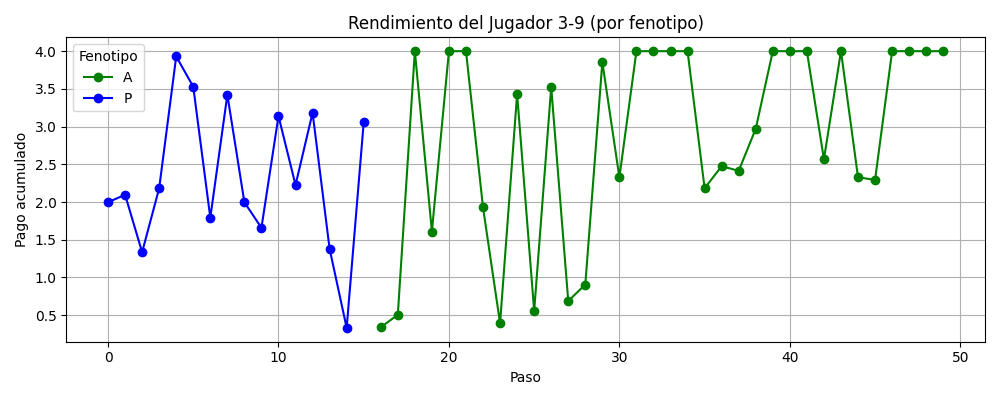 Rendimiento del Jugador 3-9 (por fenotipo)
Fenotipo
A
P
Pago acumulado
4.0
3.5
3.0
2.5
2.0
1.5
1.0
0.5
0 10 20 30 40 50
Paso